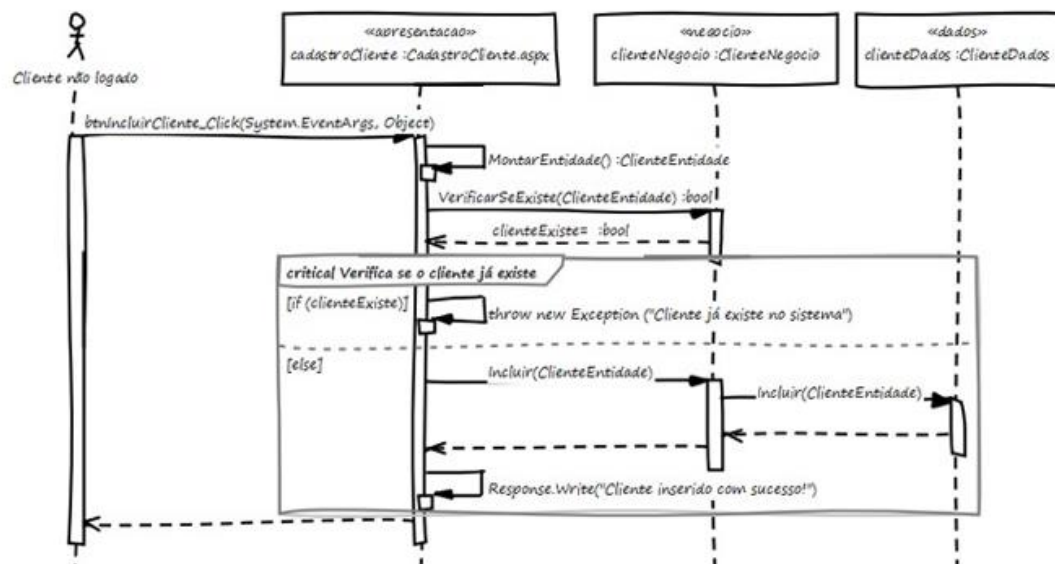 «apresentacao»
cadastroCliente :CadastroCliente.aspx
«negocio»
clienteNegocio :ClienteNegocio
«dados»
clienteDados :ClienteDados
Cliente não logado
btnIncluirCliente_Click(System.EventArgs, Object)
MontarEntidade() :ClienteEntidade
VerificarSeExiste(ClienteEntidade) :bool
clienteExiste= :bool
critical Verifica se o cliente já existe
[if (clienteExiste)]
throw new Exception ("Cliente já existe no sistema")
[else]
Incluir(ClienteEntidade)
Incluir(ClienteEntidade)
Response.Write("Cliente inserido com sucesso!")